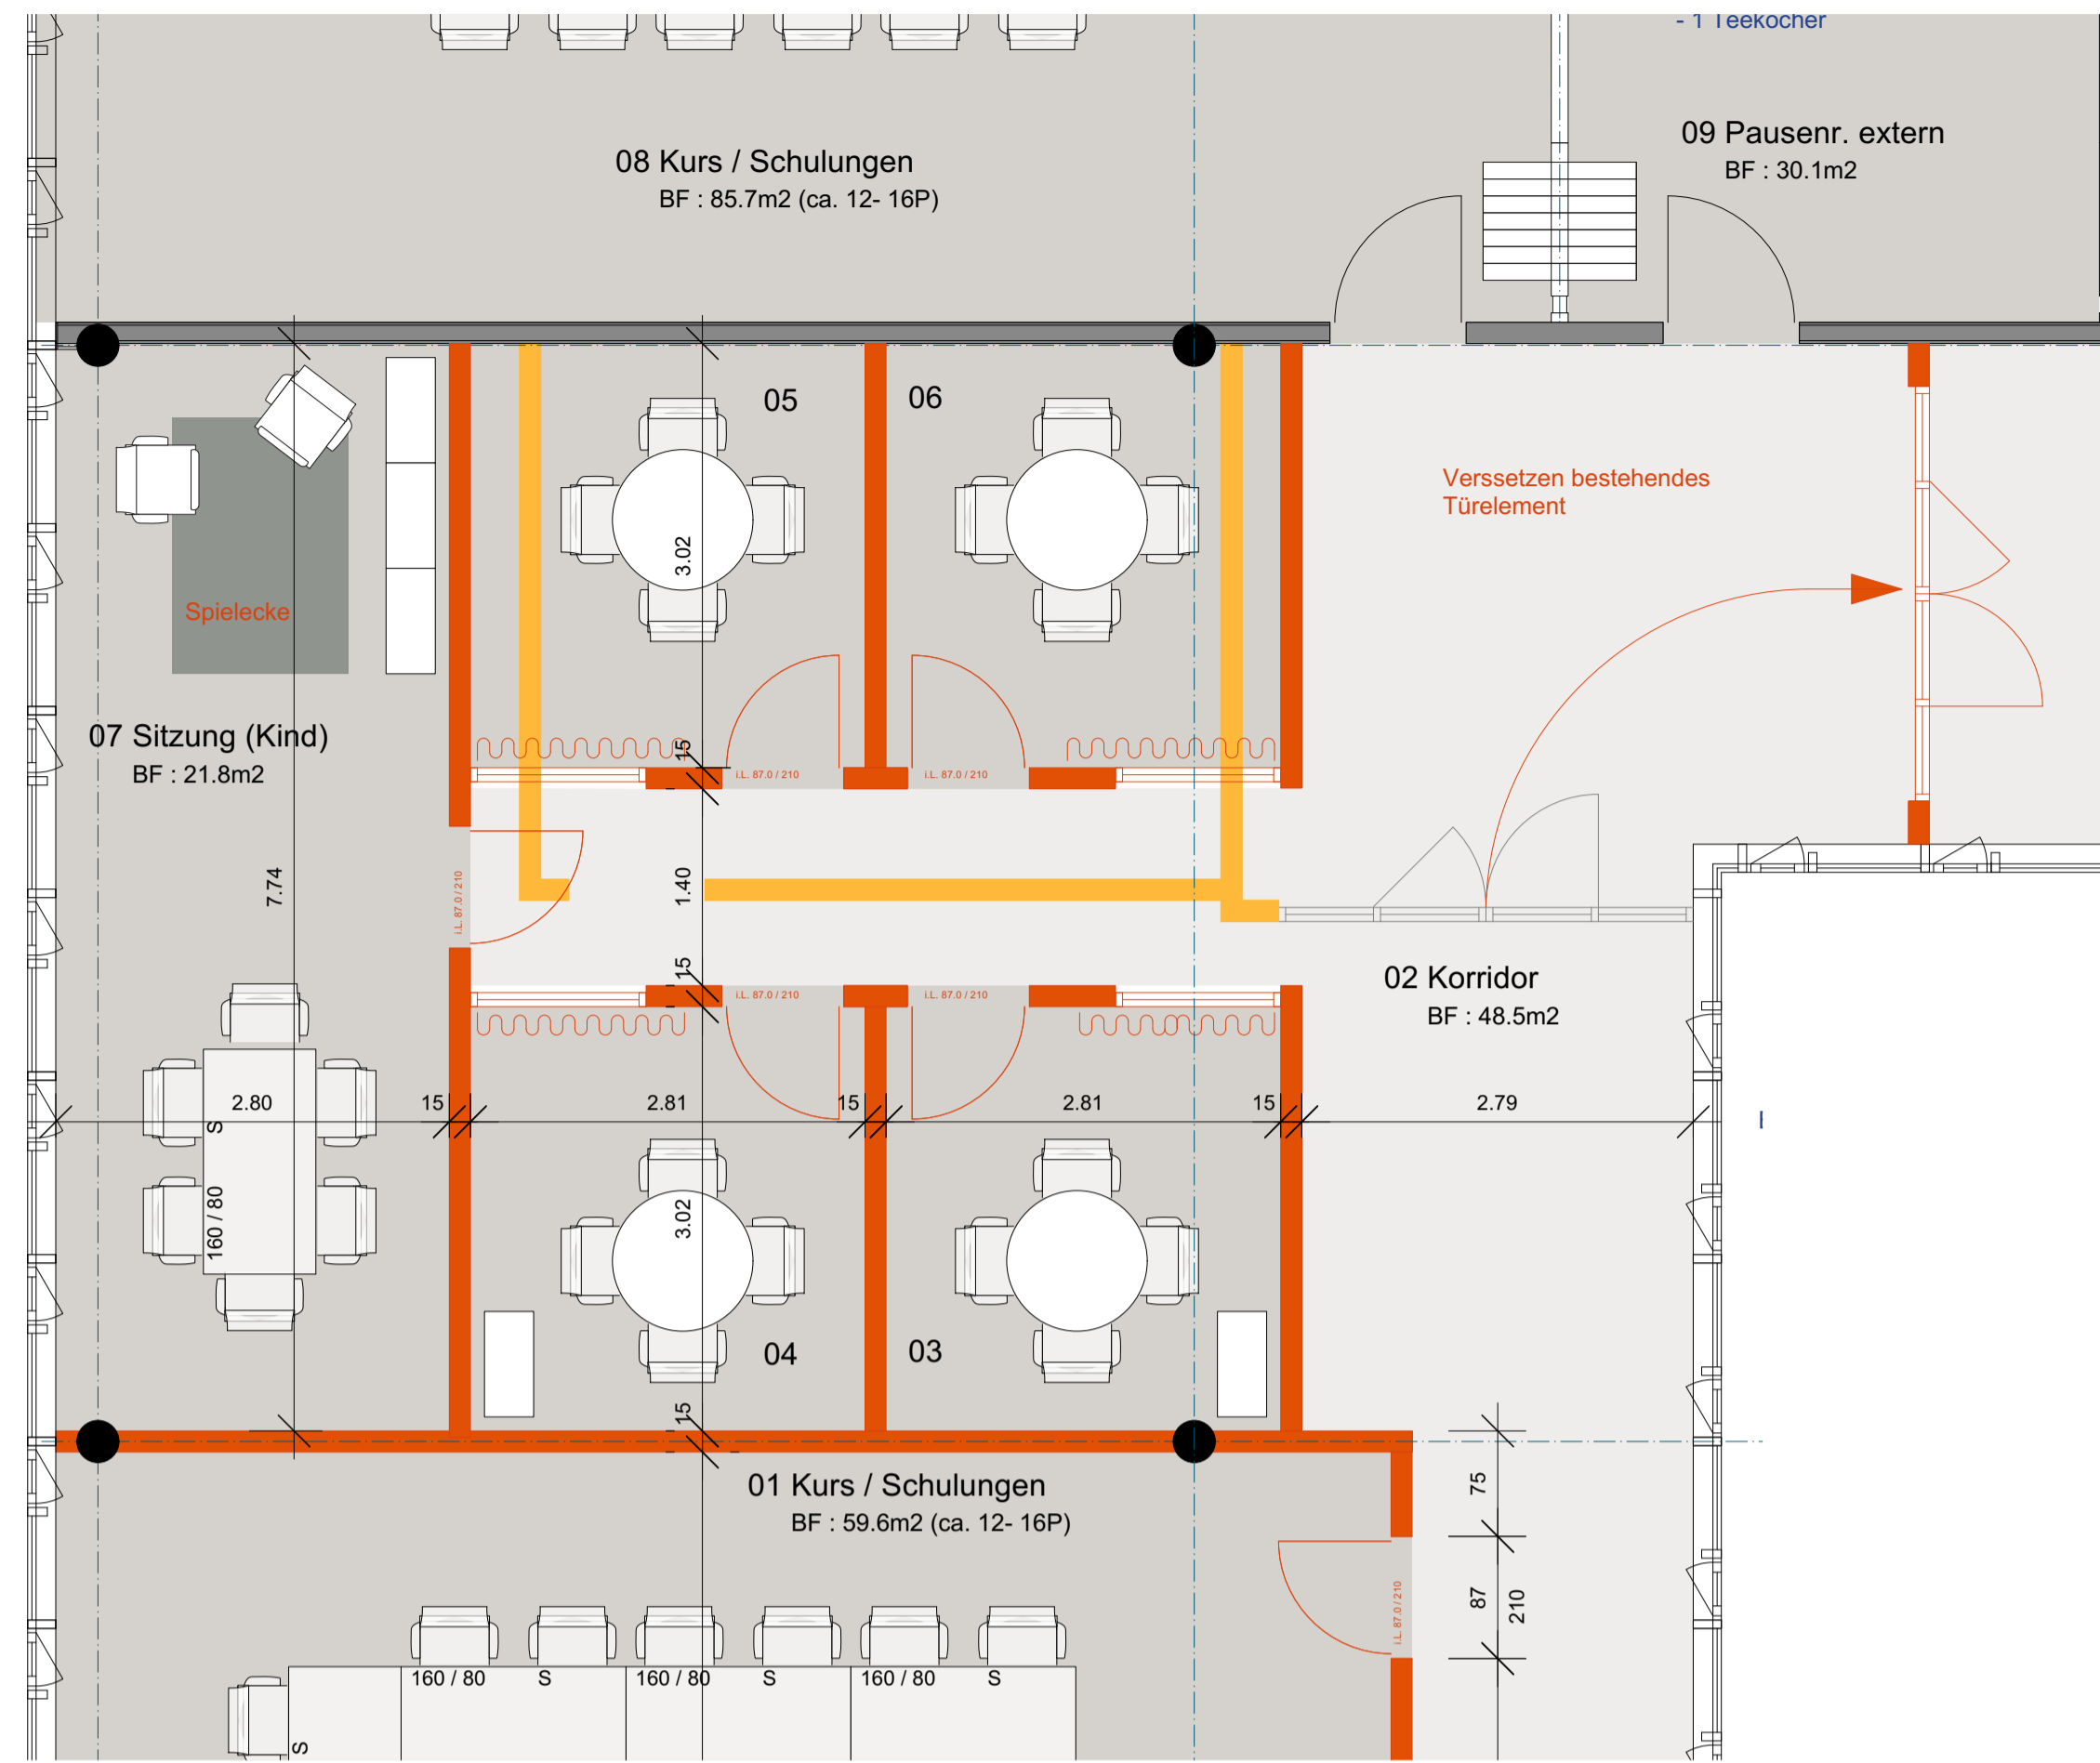 - 1 Teekocher
09 Pausenr. extern
BF : 30.1m2
08 Kurs / Schulungen
BF : 85.7m2 (ca. 12- 16P)
05
06
Verssetzen bestehendes
Türelement
3.02
Spielecke
07 Sitzung (Kind)
BF : 21.8m2
15
i.L. 87.0 / 210
i.L. 87.0 / 210
7.74
1.40
i.L. 87.0 / 210
15
i.L. 87.0 / 210
i.L. 87.0 / 210
02 Korridor
BF : 48.5m2
2.80
15
2.81
15
2.81
15
2.79
S
160 / 80
3.02
04
03
15
01 Kurs / Schulungen
BF : 59.6m2 (ca. 12- 16P)
75
87
210
i.L. 87.0 / 210
160 / 80
S
160 / 80
S
160 / 80
S
S